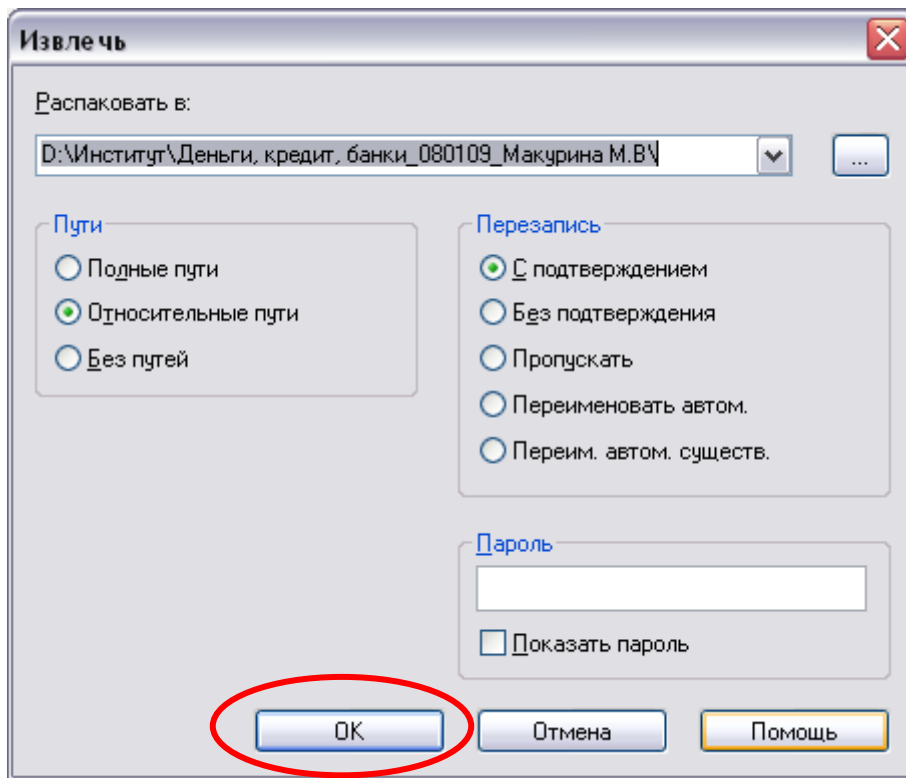 Извлечь
Распаковать в:
D:\Институт\Деньги, кредит, банки_080109_Макурина М.В\
...
Пути
Полные пути
Относительные пути
Без путей
Перезапись
С подтверждением
Без подтверждения
Пропускать
Переименовать автом.
Переим. автом. существ.
Пароль
Показать пароль
OK
Отмена
Помощь